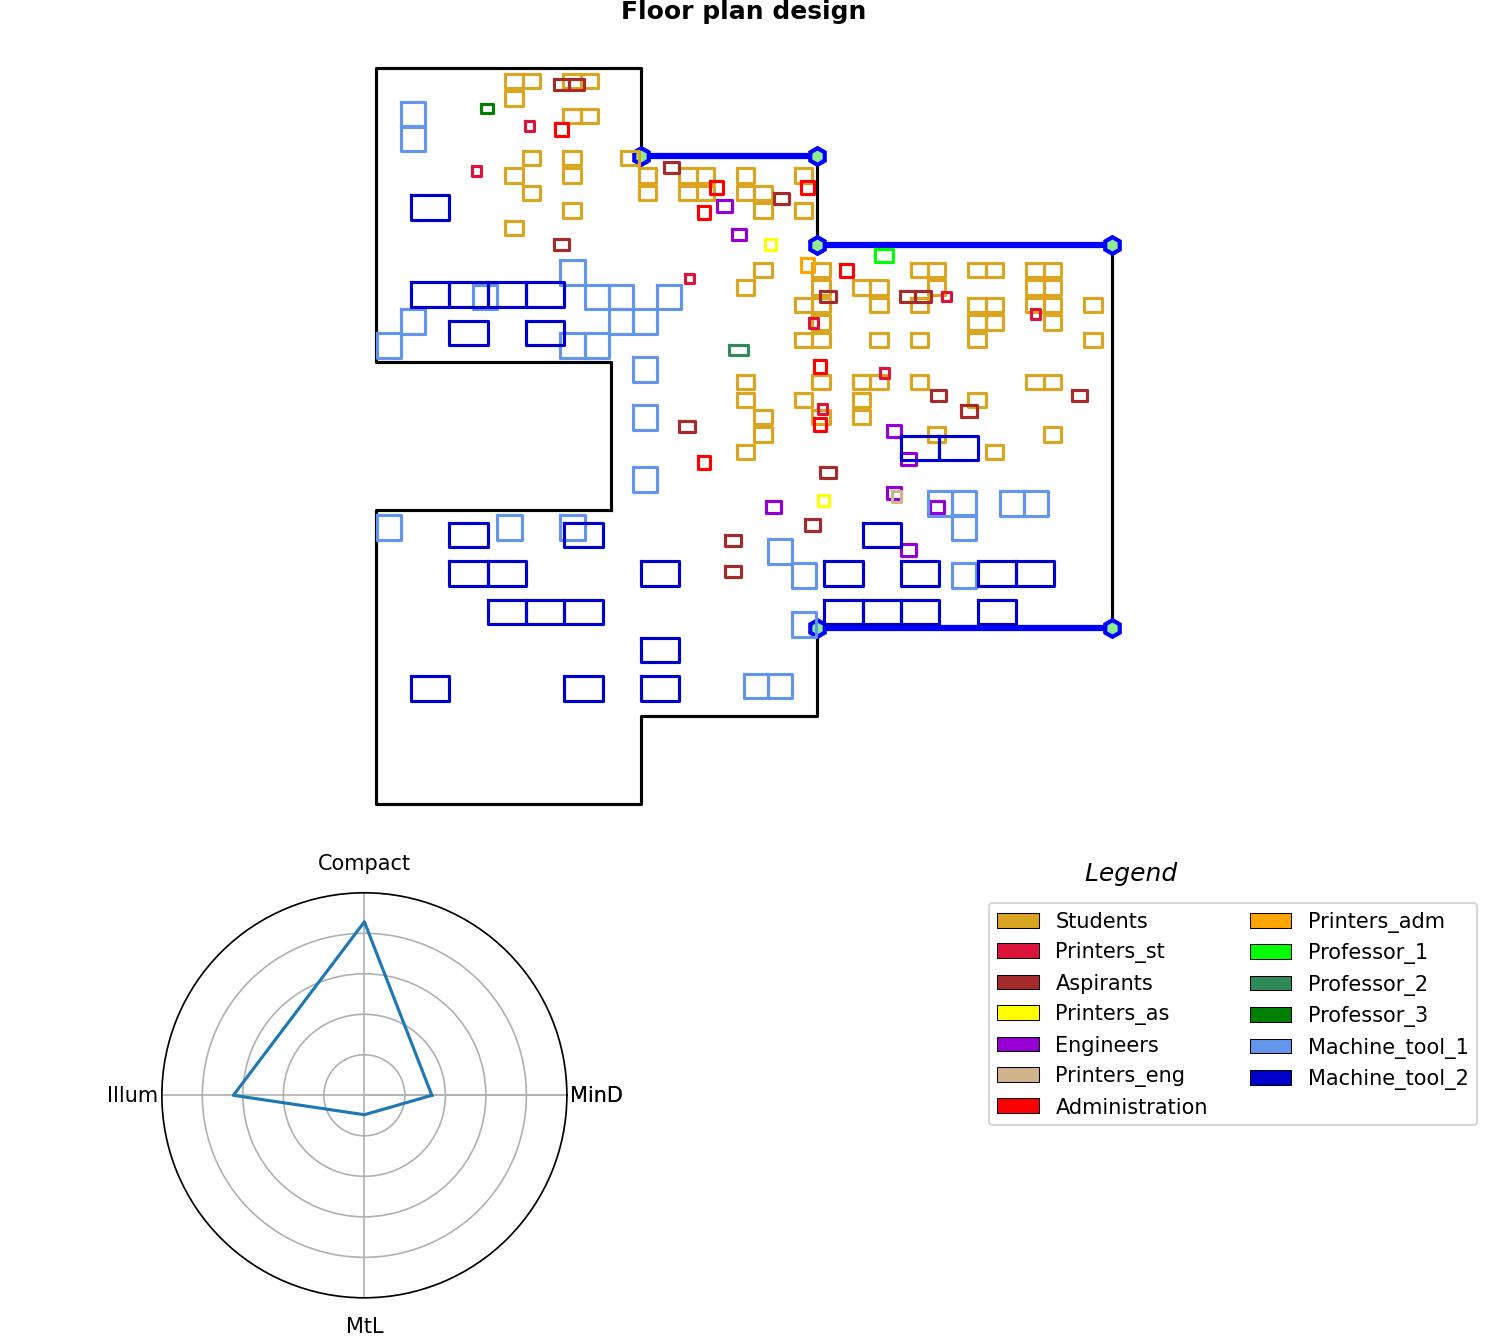 Floor plan design
Compact
Illum
MinD
MtL
Legend
Students
Printers_st
Aspirants
Printers_as
Engineers
Printers_eng
Administration
Printers_adm
Professor_1
Professor_2
Professor_3
Machine_tool_1
Machine_tool_2